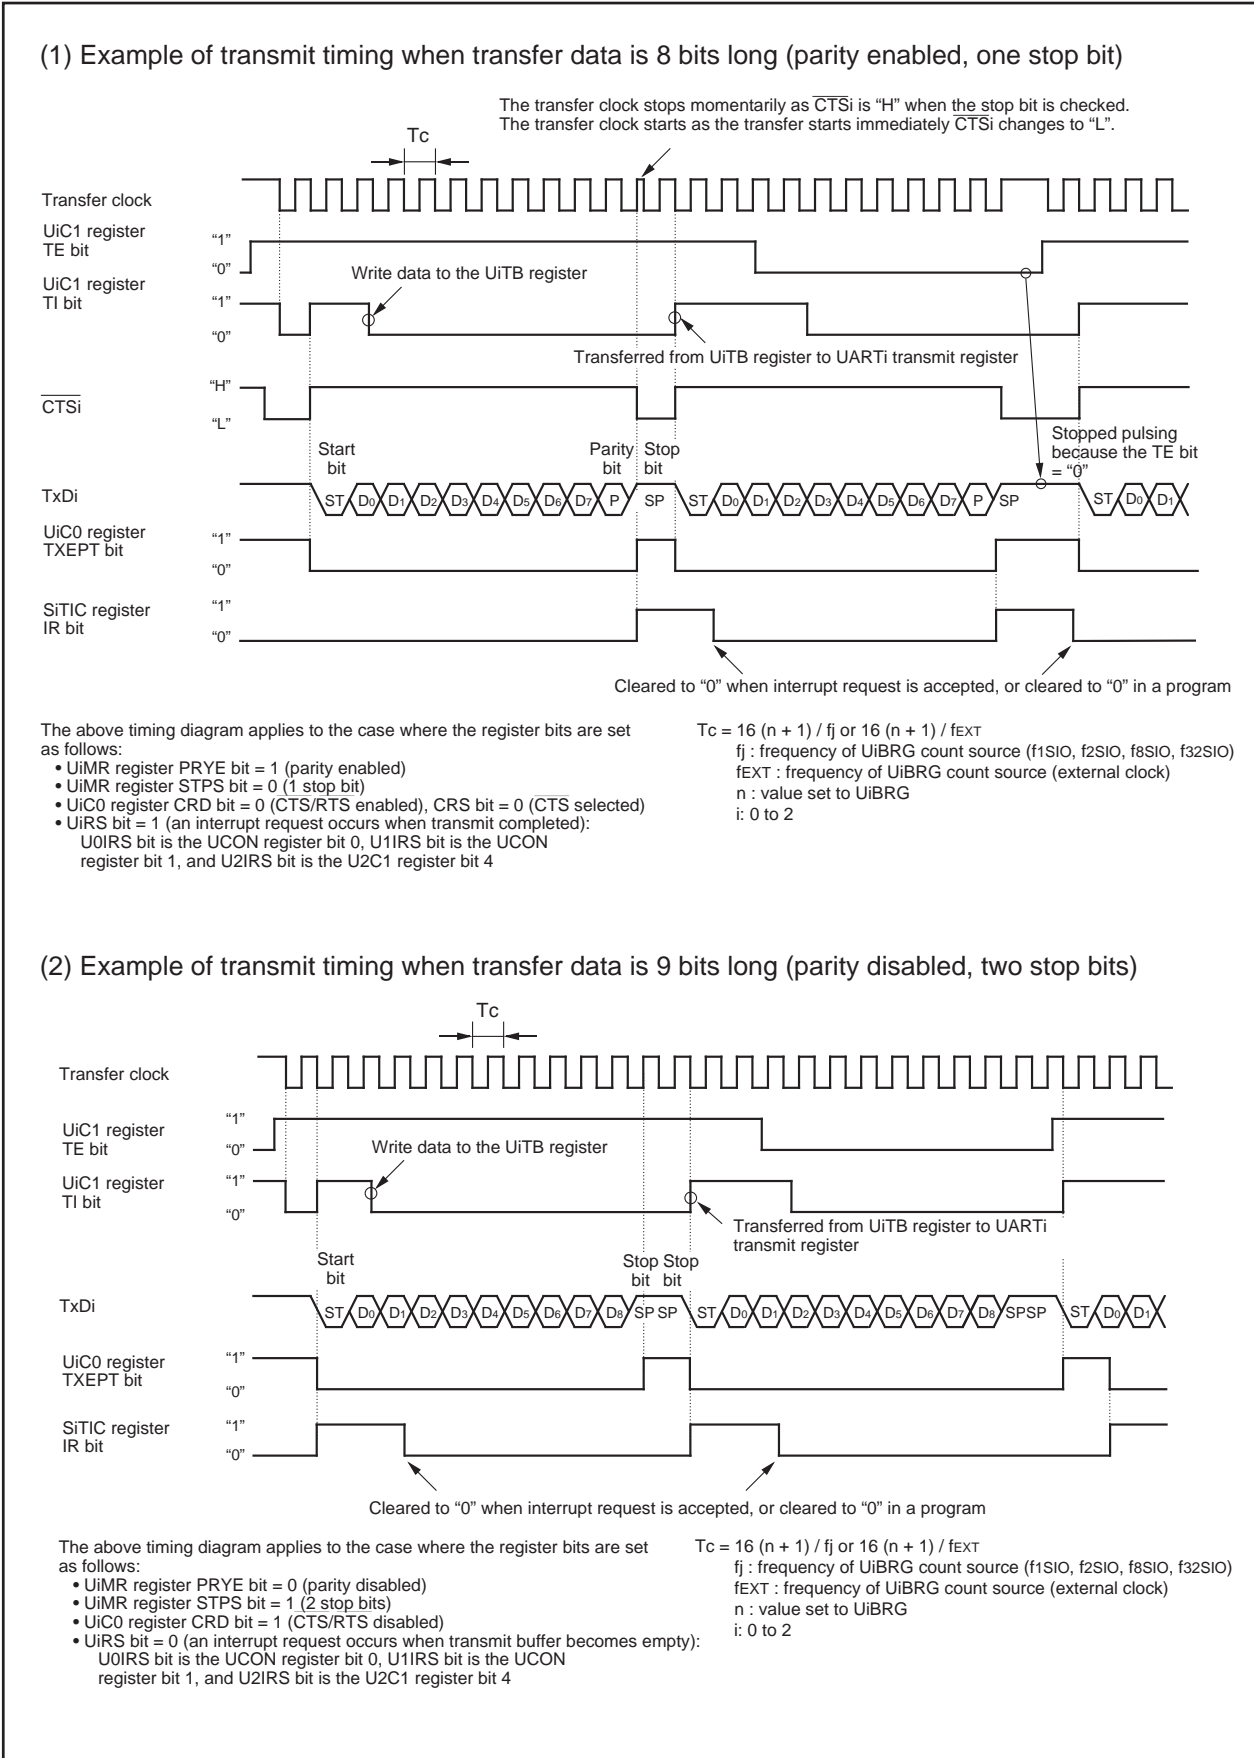 (1) Example of transmit timing when transfer data is 8 bits long (parity enabled, one stop bit)
The transfer clock stops momentarily as CTSi is “H” when the stop bit is checked.
The transfer clock starts as the transfer starts immediately CTSi changes to “L”.
Tc
Transfer clock
UiC1 register
TE bit
“1”
“0”
Write data to the UiTB register
UiC1 register
TI bit
“1”
“0”
Transferred from UiTB register to UARTi transmit register
CTSi
“H”
“L”
Start
bit
Parity
bit
Stop
bit
Stopped pulsing
because the TE bit
= “0”
TxDi
ST D0 D1 D2 D3 D4 D5 D6 D7 P SP ST D0 D1 D2 D3 D4 D5 D6 D7 P SP ST D0 D1
UiC0 register
TXEPT bit
“1”
“0”
SiTIC register
IR bit
“1”
“0”
Cleared to “0” when interrupt request is accepted, or cleared to “0” in a program
The above timing diagram applies to the case where the register bits are set
as follows:
• UiMR register PRYE bit = 1 (parity enabled)
• UiMR register STPS bit = 0 (1 stop bit)
• UiC0 register CRD bit = 0 (CTS/RTS enabled), CRS bit = 0 (CTS selected)
• UiRS bit = 1 (an interrupt request occurs when transmit completed):
U0IRS bit is the UCON register bit 0, U1IRS bit is the UCON
register bit 1, and U2IRS bit is the U2C1 register bit 4
Tc = 16 (n + 1) / fj or 16 (n + 1) / fEXT
fj : frequency of UiBRG count source (f1SIO, f2SIO, f8SIO, f32SIO)
fEXT : frequency of UiBRG count source (external clock)
n : value set to UiBRG
i: 0 to 2
(2) Example of transmit timing when transfer data is 9 bits long (parity disabled, two stop bits)
Tc
Transfer clock
UiC1 register
TE bit
“1”
“0”
Write data to the UiTB register
UiC1 register
TI bit
“1”
“0”
Transferred from UiTB register to UARTi
transmit register
Start
bit
Stop
bit
Stop
bit
TxDi
ST D0 D1 D2 D3 D4 D5 D6 D7 D8 SP SP ST D0 D1 D2 D3 D4 D5 D6 D7 D8 SPSP ST D0 D1
UiC0 register
TXEPT bit
“1”
“0”
SiTIC register
IR bit
“1”
“0”
Cleared to “0” when interrupt request is accepted, or cleared to “0” in a program
The above timing diagram applies to the case where the register bits are set
as follows:
• UiMR register PRYE bit = 0 (parity disabled)
• UiMR register STPS bit = 1 (2 stop bits)
• UiC0 register CRD bit = 1 (CTS/RTS disabled)
• UiRS bit = 0 (an interrupt request occurs when transmit buffer becomes empty):
U0IRS bit is the UCON register bit 0, U1IRS bit is the UCON
register bit 1, and U2IRS bit is the U2C1 register bit 4
Tc = 16 (n + 1) / fj or 16 (n + 1) / fEXT
fj : frequency of UiBRG count source (f1SIO, f2SIO, f8SIO, f32SIO)
fEXT : frequency of UiBRG count source (external clock)
n : value set to UiBRG
i: 0 to 2